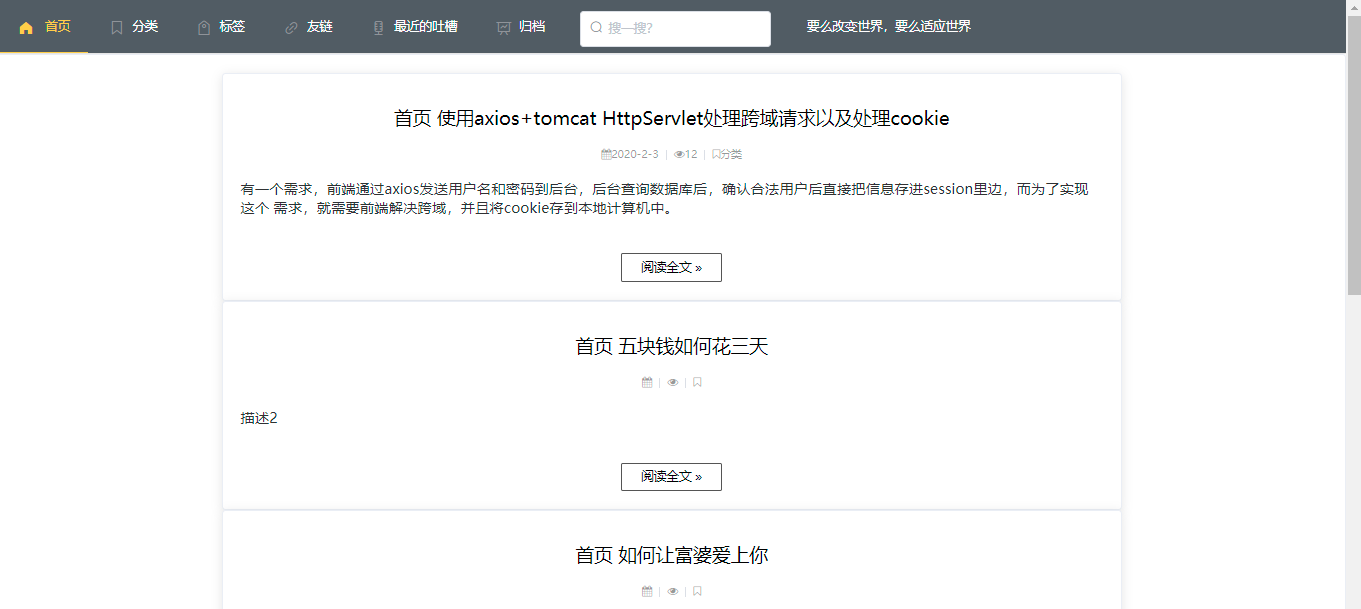 首页 分类 标签 友链 最近的吐槽 归档 搜一搜? 要么改变世界，要么适应世界
首页 使用axios+tomcat HttpServlet处理跨域请求以及处理cookie
2020-2-3 | 12 | 分类
有一个需求，前端通过axios发送用户名和密码到后台，后台查询数据库后，确认合法用户后直接把信息存进session里边，而为了实现
这个 需求，就需要前端解决跨域，并且将cookie存到本地计算机中。
阅读全文 »
首页 五块钱如何花三天
| |
描述2
阅读全文 »
首页 如何让富婆爱上你
| |